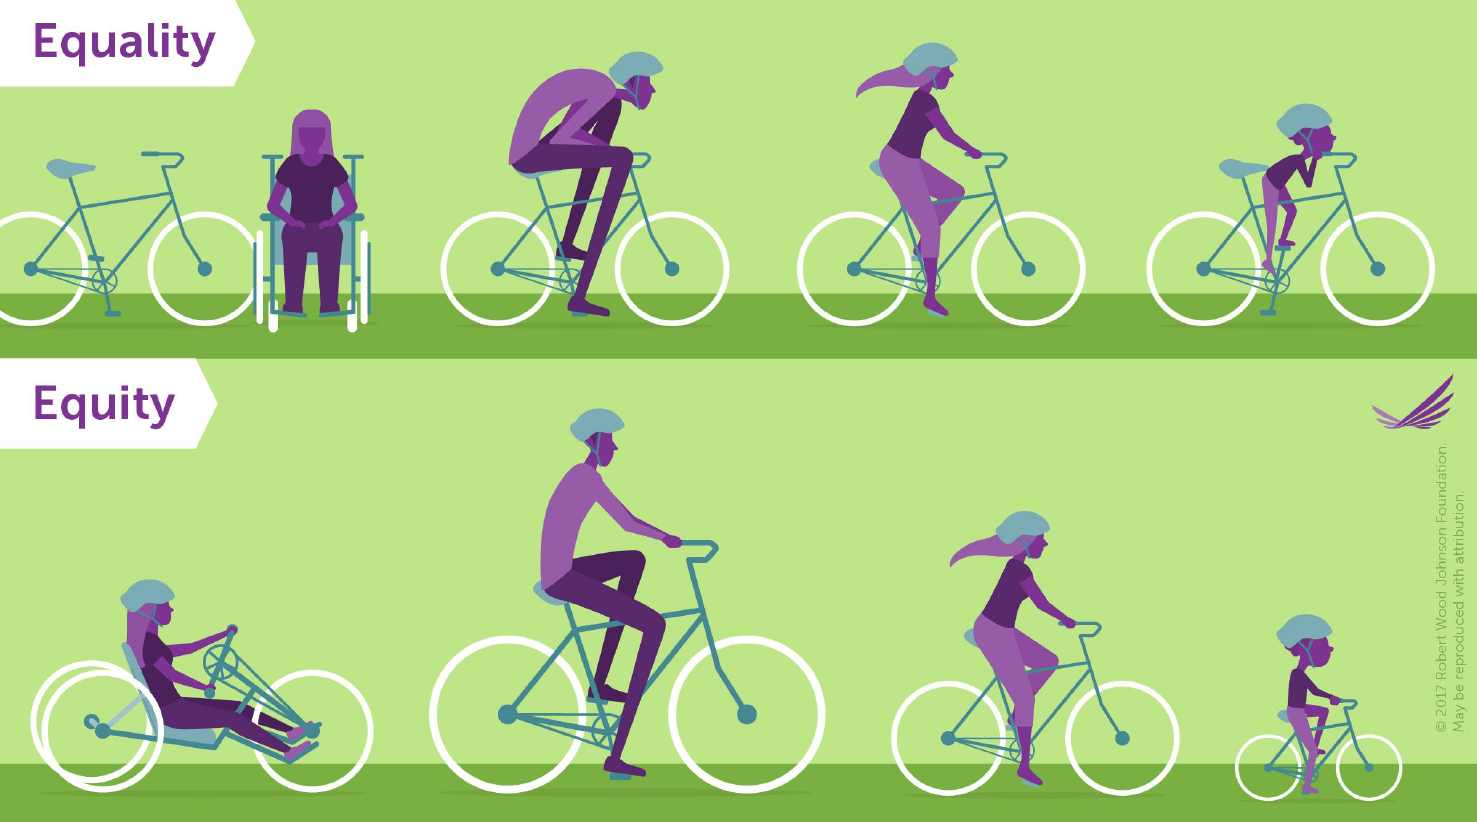 Equality
Equity
© 2017 Robert Wood Johnson Foundation.
May be reproduced with attribution.